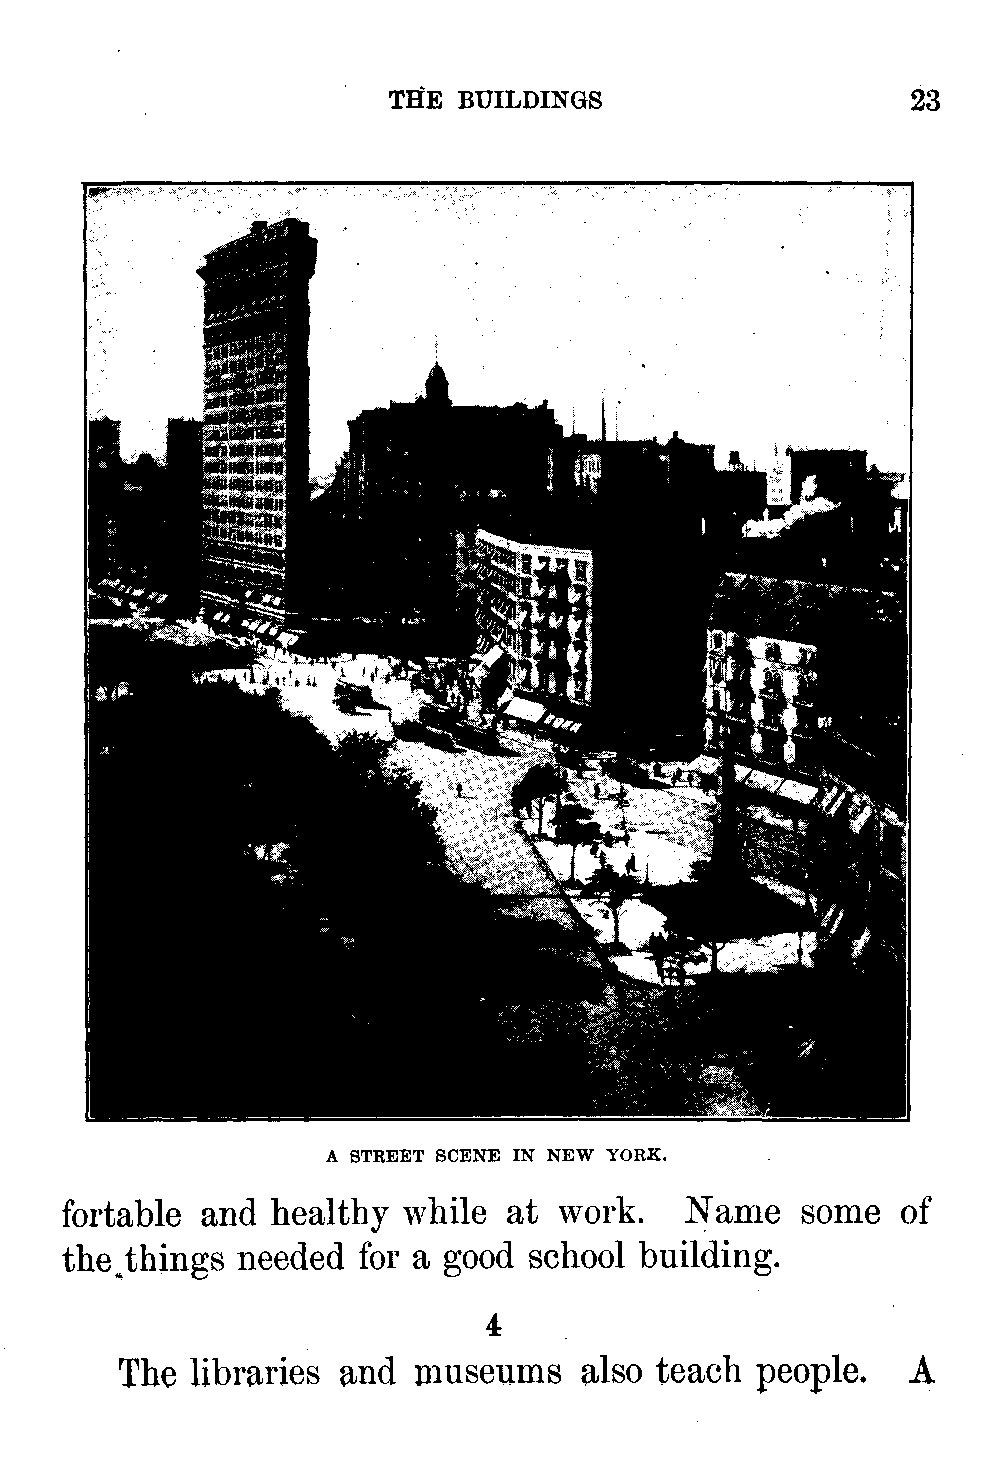 THE BUILDINGS 23
A STREET SCENE IN NEW YORK.
fortable and healthy while at work. Name some of
the things needed for a good school building.
4
The libraries and museums also teach people. A